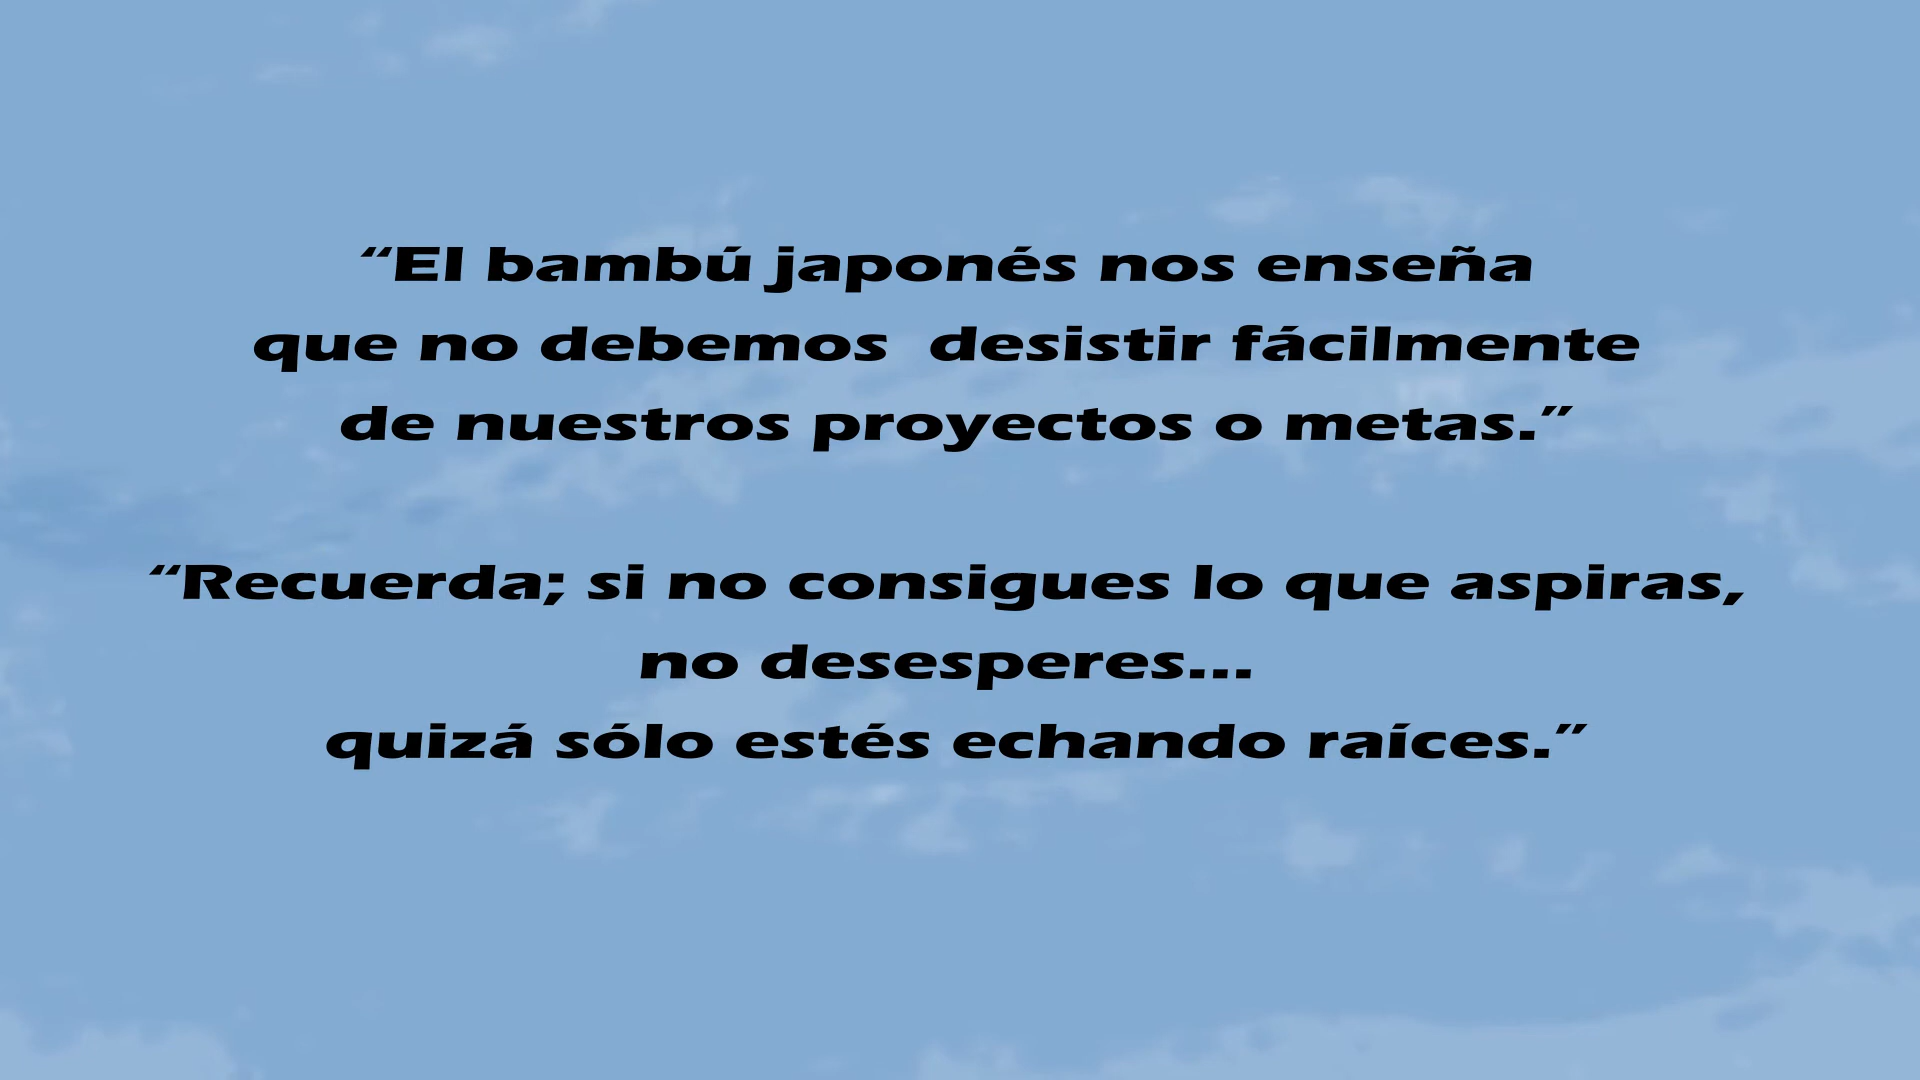 “El bambú japonés nos enseña
que no debemos  desistir fácilmente
de nuestros proyectos o metas.”
“Recuerda; si no consigues lo que aspiras,
no desesperes...
quizá sólo estés echando raíces.”